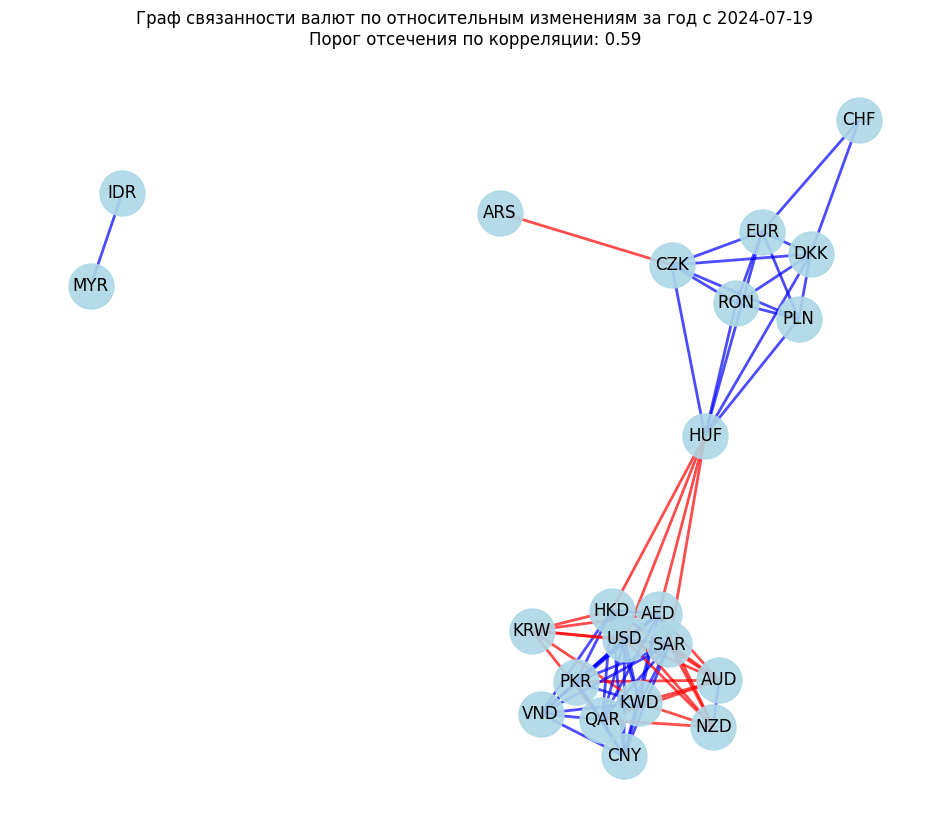 Граф связанности валют по относительным изменениям за год с 2024-07-19
Порог отсечения по корреляции: 0.59
CHF
IDR
ARS
EUR
DKK
CZK
MYR
RON
PLN
HUF
HKD
AED
KRW
USD
SAR
PKR
AUD
KWD
VND
QAR
NZD
CNY